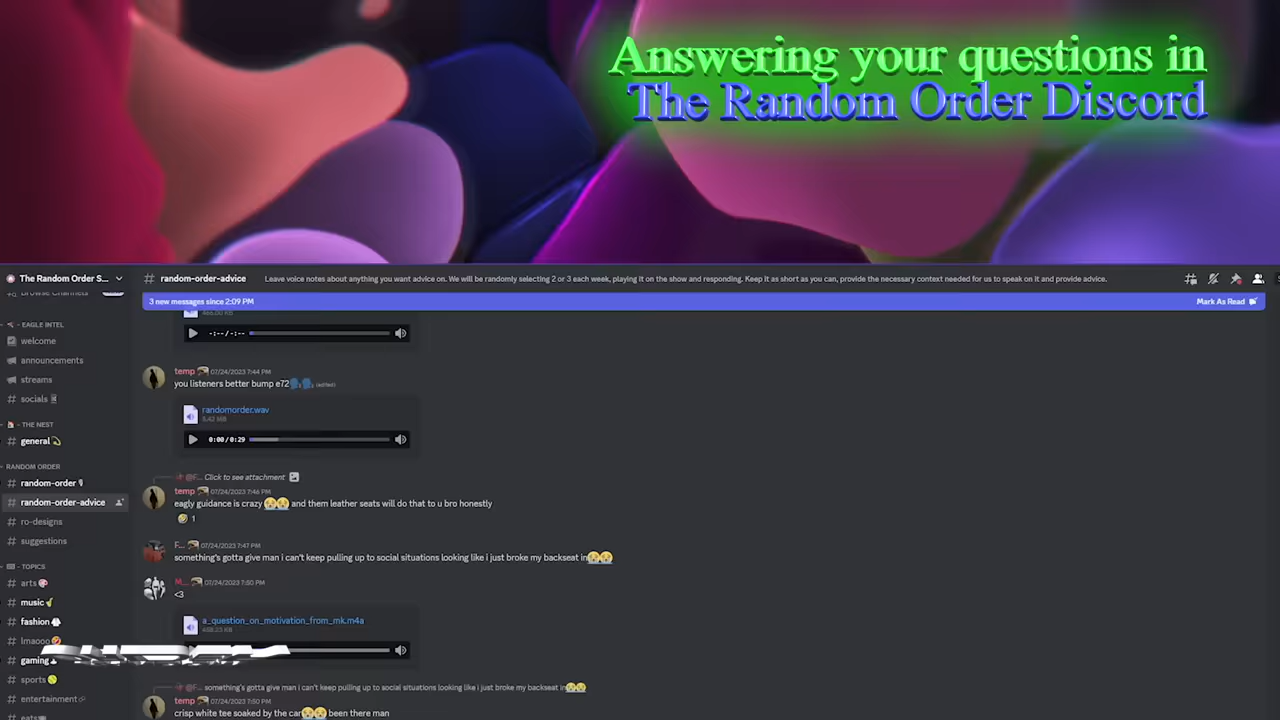 Answering your questions in
The Random Order Discord
The Random Order S...
# random-order-advice
Leave voice notes about anything you want advice on. We will be randomly selecting 2 or 3 each week, playing it on the show and responding. Keep it as short as you can, provide the necessary context needed for us to speak on it and provide advice.
Browse Channels
3 new messages since 2:09 PM
Mark As Read
EAGLE INTEL
welcome
announcements
streams
socials
- THE NEST
# general
RANDOM ORDER
# random-order
# random-order-advice
# ro-designs
# suggestions
- TOPICS
# arts
# music
# fashion
# lmaooo
# gaming
# sports
# entertainment
# eats
-:--/-:--
temp 07/24/2023 7:44 PM
you listeners better bump e72🗣️🗣️ (edited)
randomorder.wav
5.42 MB
0:00/0:29
@F... Click to see attachment
temp 07/24/2023 7:46 PM
eagly guidance is crazy 😭😭 and them leather seats will do that to u bro honestly
1
F... 07/24/2023 7:47 PM
something's gotta give man i can't keep pulling up to social situations looking like i just broke my backseat in😭😭
M... 07/24/2023 7:50 PM
<3
a_question_on_motivation_from_mk.m4a
@F... something's gotta give man i can't keep pulling up to social situations looking like i just broke my backseat in😭😭
temp 07/24/2023 7:50 PM
crisp white tee soaked by the car😭😭 been there man